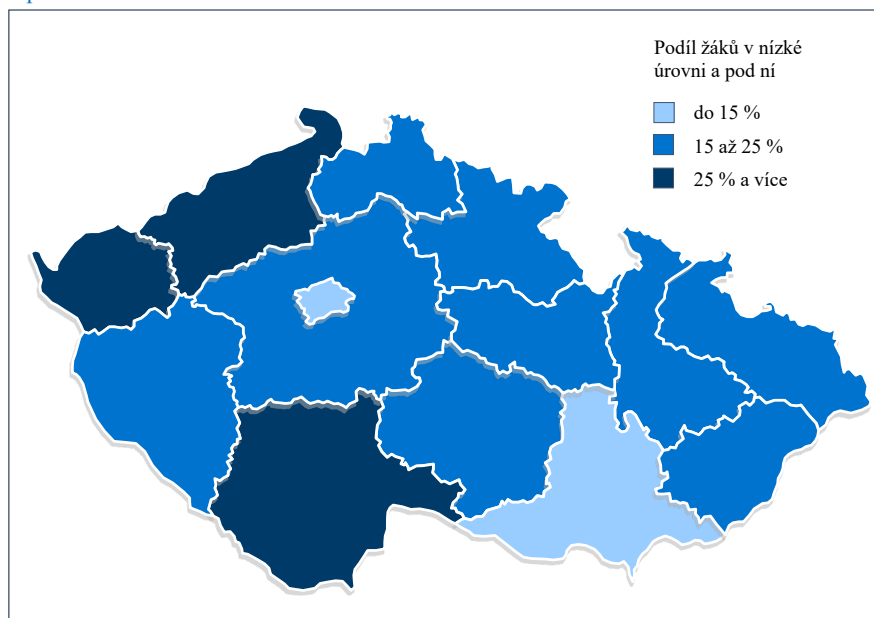 Podíl žáků v nízké
úrovni a pod ní
do 15 %
15 až 25 %
25 % a více